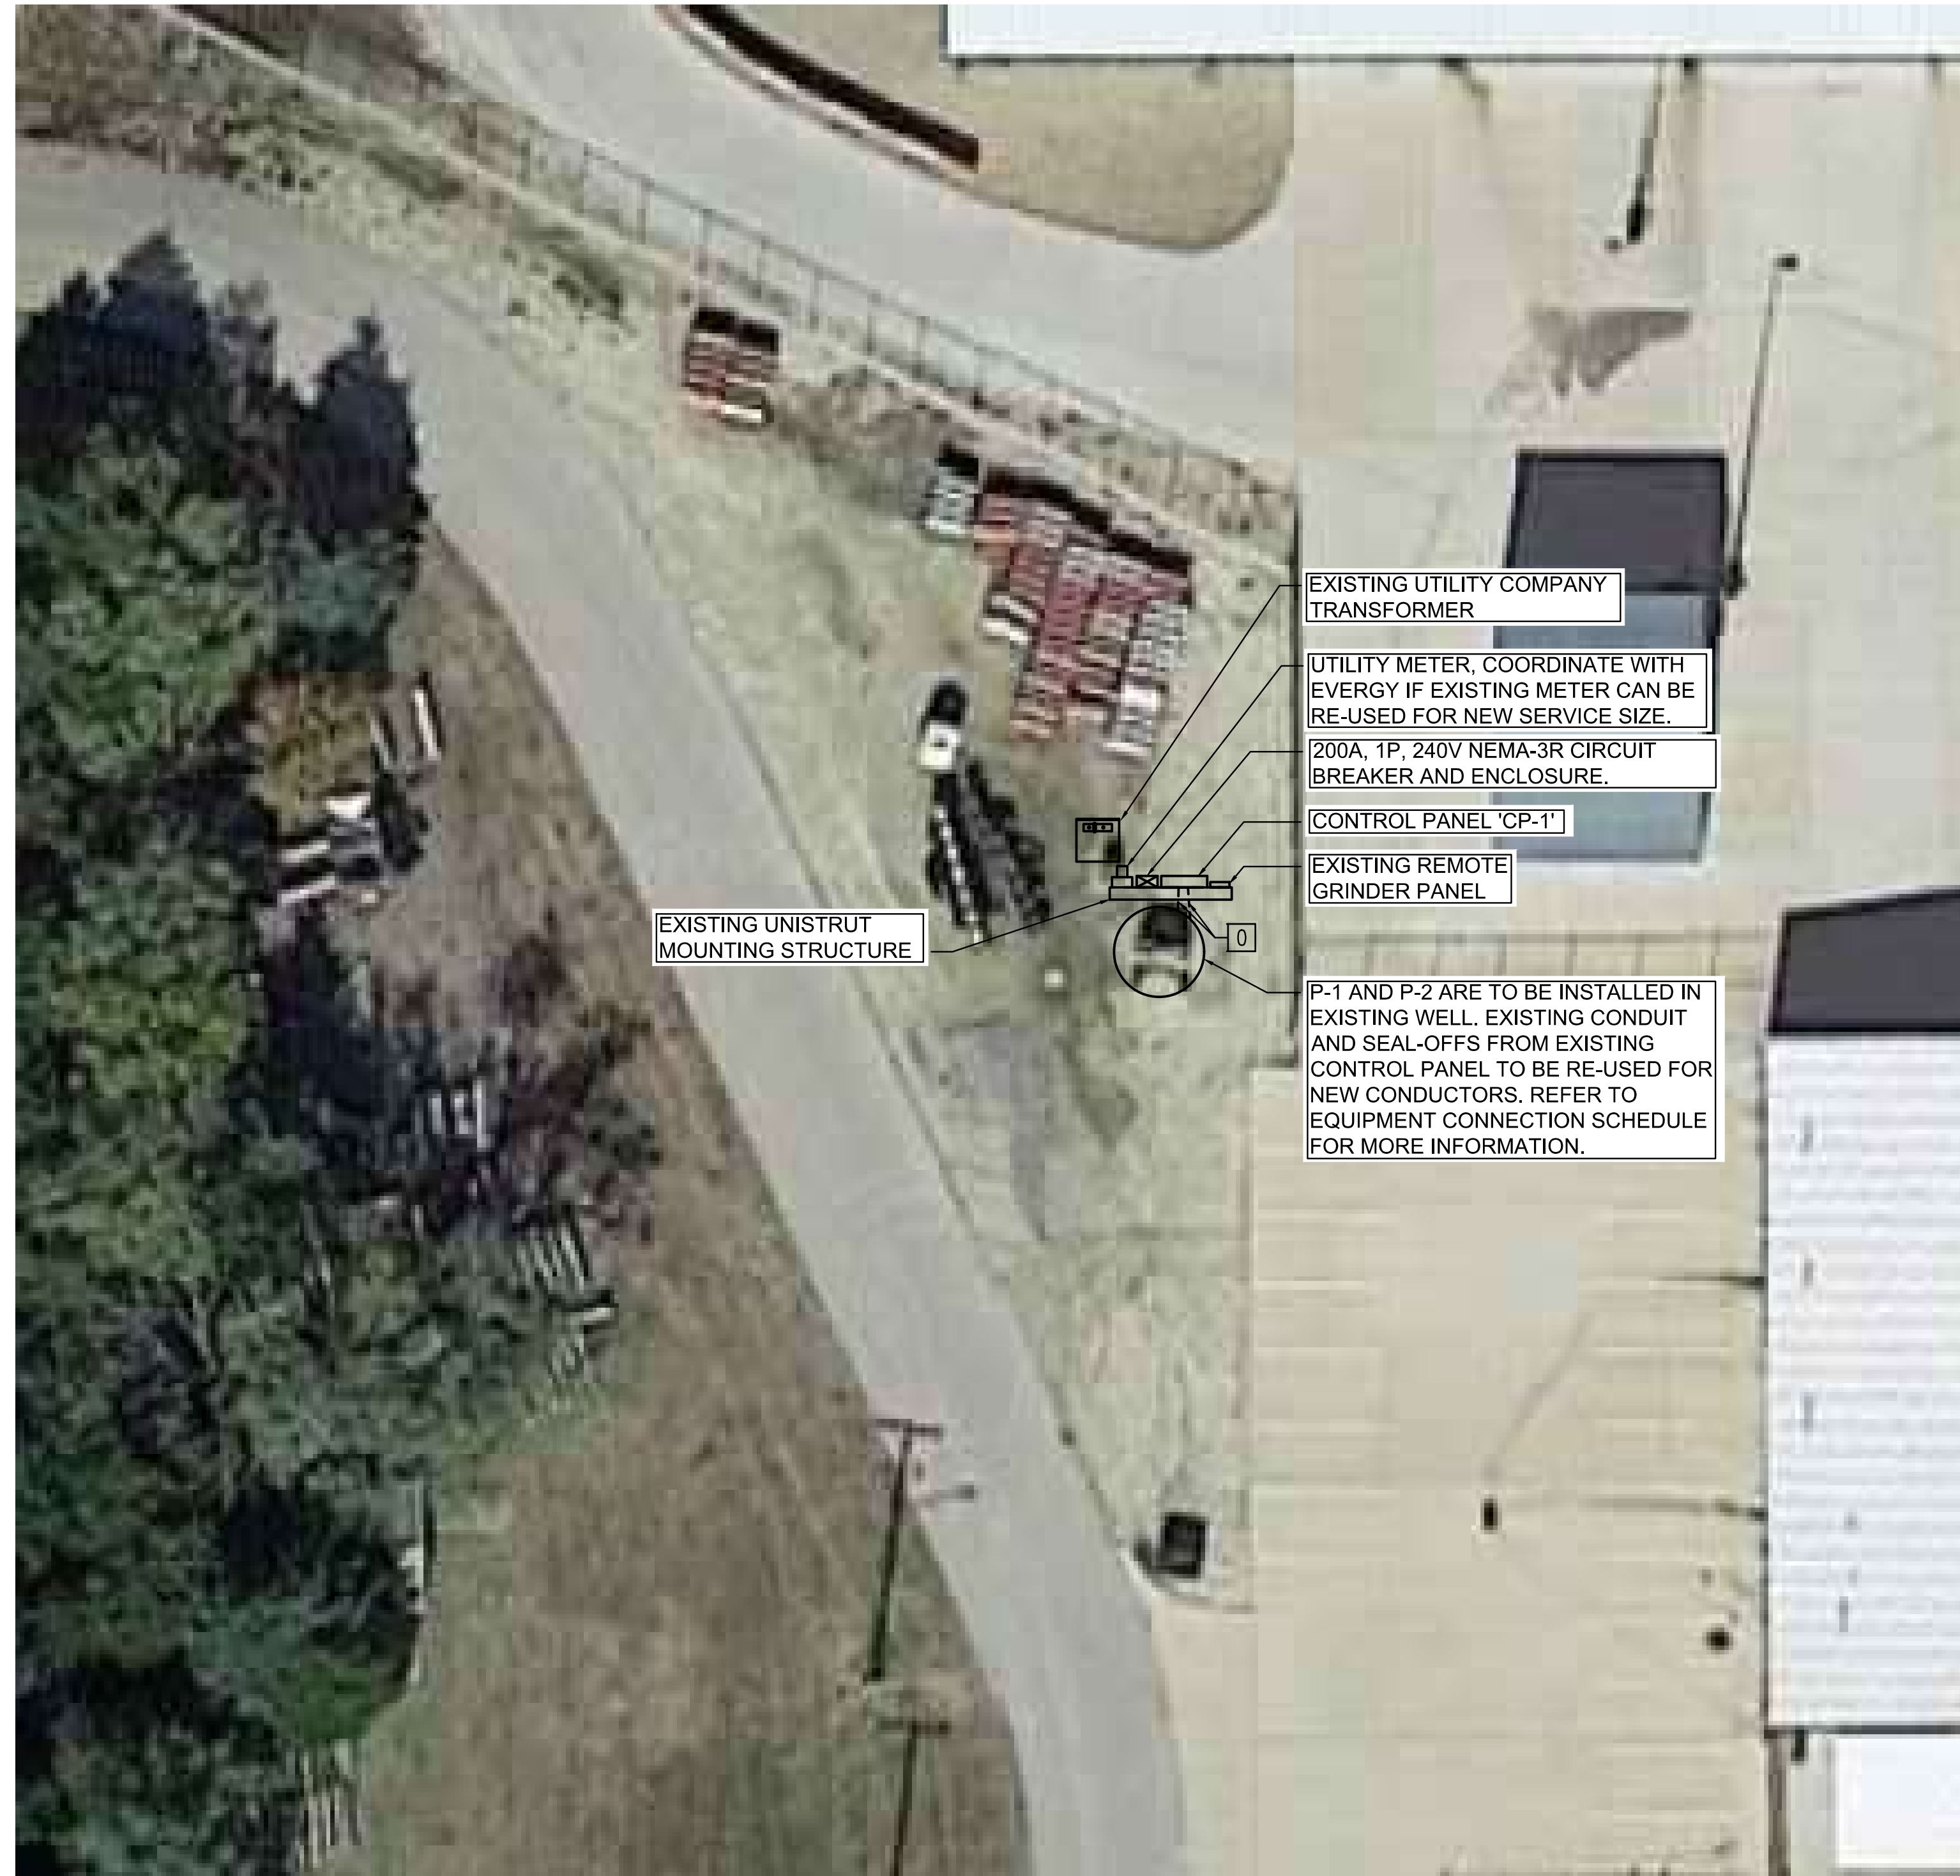 EXISTING UTILITY COMPANY
TRANSFORMER
UTILITY METER, COORDINATE WITH
EVERGY IF EXISTING METER CAN BE
RE-USED FOR NEW SERVICE SIZE.
200A, 1P, 240V NEMA-3R CIRCUIT
BREAKER AND ENCLOSURE.
CONTROL PANEL 'CP-1'
EXISTING REMOTE
GRINDER PANEL
EXISTING UNISTRUT
MOUNTING STRUCTURE
0
P-1 AND P-2 ARE TO BE INSTALLED IN
EXISTING WELL. EXISTING CONDUIT
AND SEAL-OFFS FROM EXISTING
CONTROL PANEL TO BE RE-USED FOR
NEW CONDUCTORS. REFER TO
EQUIPMENT CONNECTION SCHEDULE
FOR MORE INFORMATION.